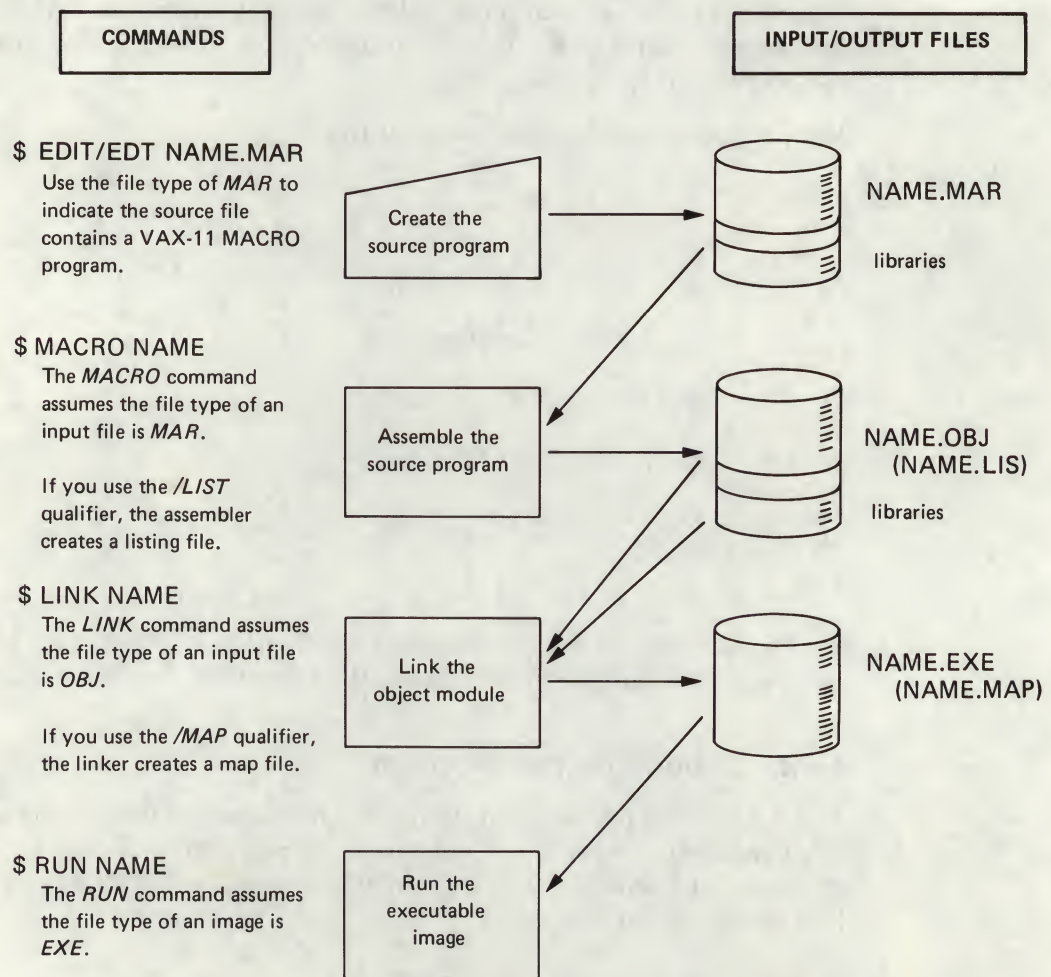 COMMANDS
INPUT/OUTPUT FILES
$ EDIT/EDT NAME.MAR
Use the file type of MAR to
indicate the source file
contains a VAX-11 MACRO
program.
Create the
source program
NAME.MAR
libraries
$ MACRO NAME
The MACRO command
assumes the file type of an
input file is MAR.
If you use the /LIST
qualifier, the assembler
creates a listing file.
Assemble the
source program
NAME.OBJ
(NAME.LIS)
libraries
$ LINK NAME
The LINK command assumes
the file type of an input file
is OBJ.
If you use the /MAP qualifier,
the linker creates a map file.
Link the
object module
NAME.EXE
(NAME.MAP)
$ RUN NAME
The RUN command assumes
the file type of an image is
EXE.
Run the
executable
image